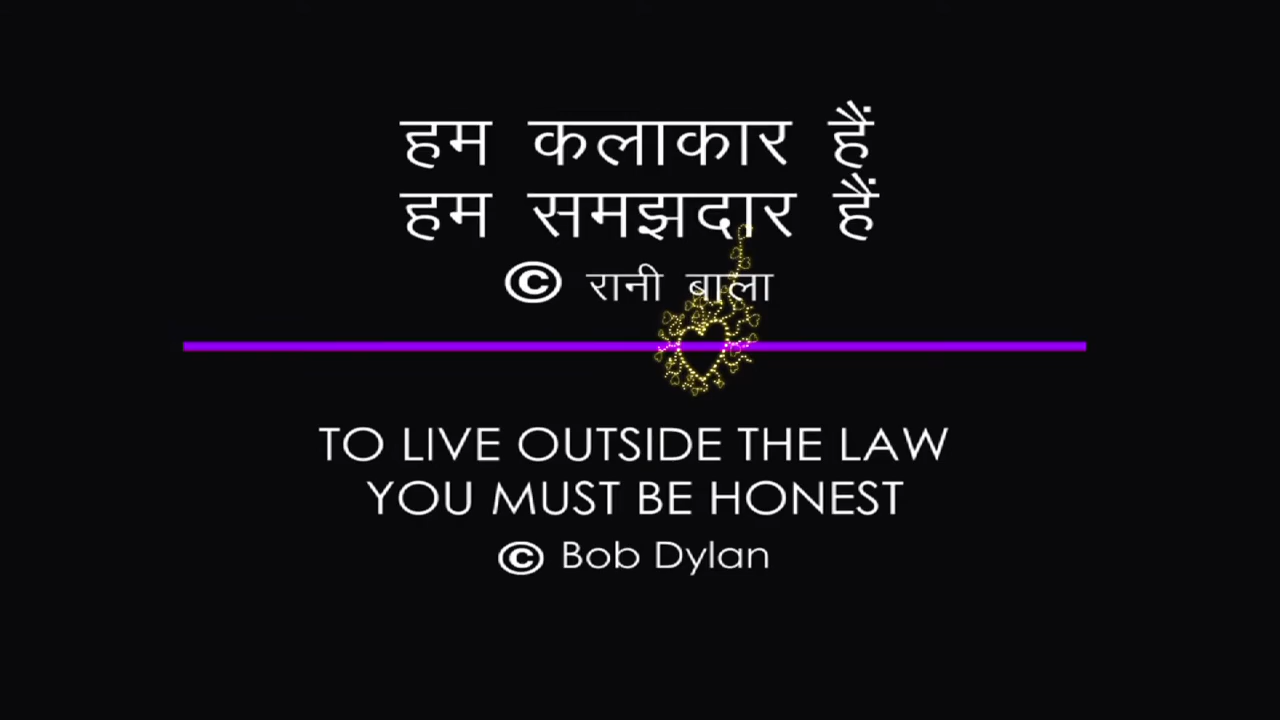 हम कलाकार हैं
हम समझदार हैं
© रानी बाला
TO LIVE OUTSIDE THE LAW
YOU MUST BE HONEST
© Bob Dylan